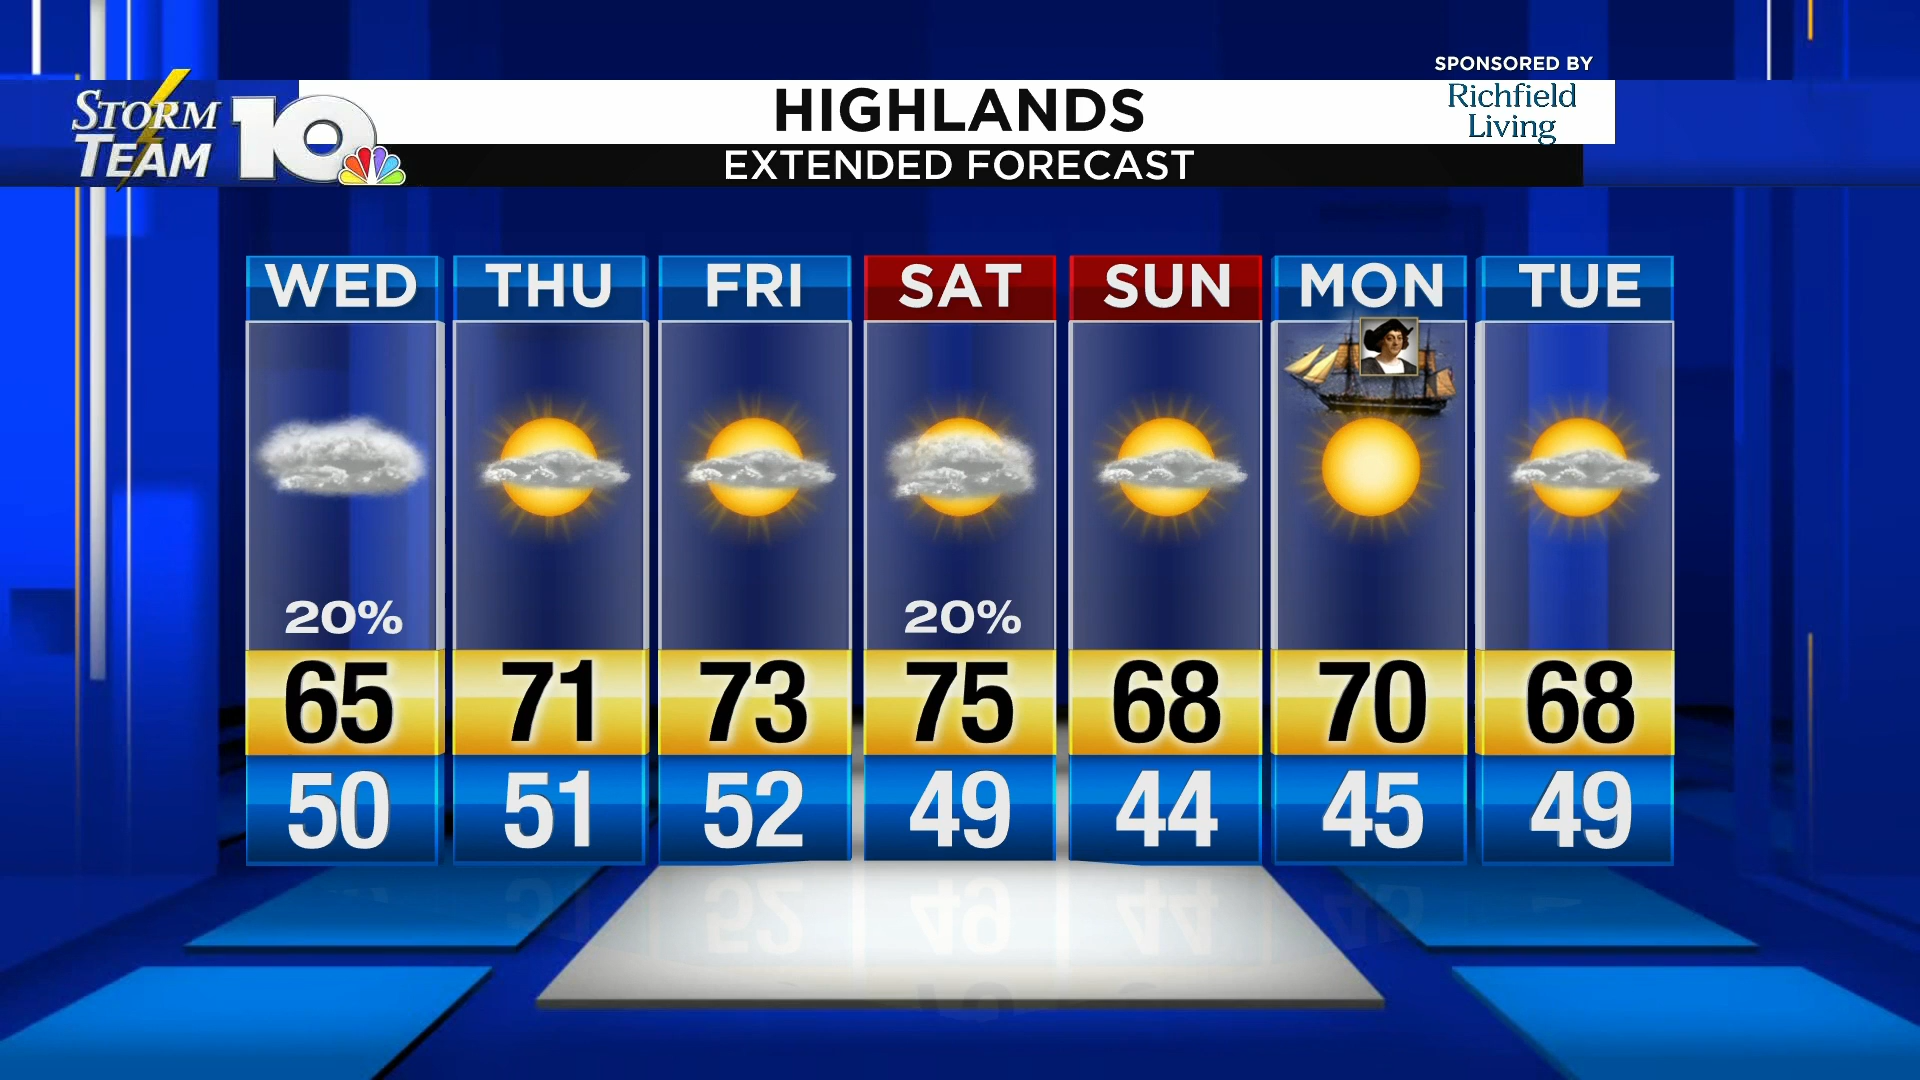 SPONSORED BY
STORM
TEAM 10
HIGHLANDS
Richfield
Living
EXTENDED FORECAST
WED THU FRI SAT SUN MON TUE
20% 20%
65 71 73 75 68 70 68
50 51 52 49 44 45 49